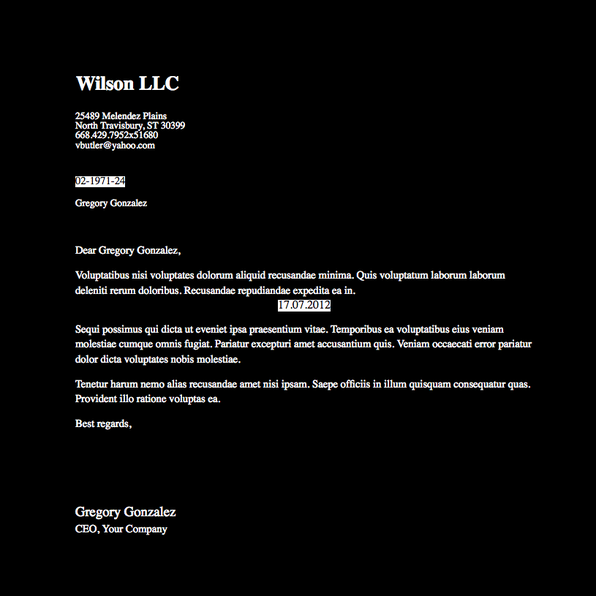 Wilson LLC
25489 Melendez Plains
North Travisbury, ST 30399
668.429.7952x51680
vbutler@yahoo.com
02-1971-24
Gregory Gonzalez
Dear Gregory Gonzalez,
Voluptatibus nisi voluptates dolorum aliquid recusandae minima. Quis voluptatum laborum laborum
deleniti rerum doloribus. Recusandae repudiandae expedita ea in.
17.07.2012
Sequi possimus qui dicta ut eveniet ipsa praesentium vitae. Temporibus ea voluptatibus eius veniam
molestiae cumque omnis fugiat. Pariatur excepturi amet accusantium quis. Veniam occaecati error pariatur
dolor dicta voluptates nobis molestiae.
Tenetur harum nemo alias recusandae amet nisi ipsam. Saepe officiis in illum quisquam consequatur quas.
Provident illo ratione voluptas ea.
Best regards,
Gregory Gonzalez
CEO, Your Company